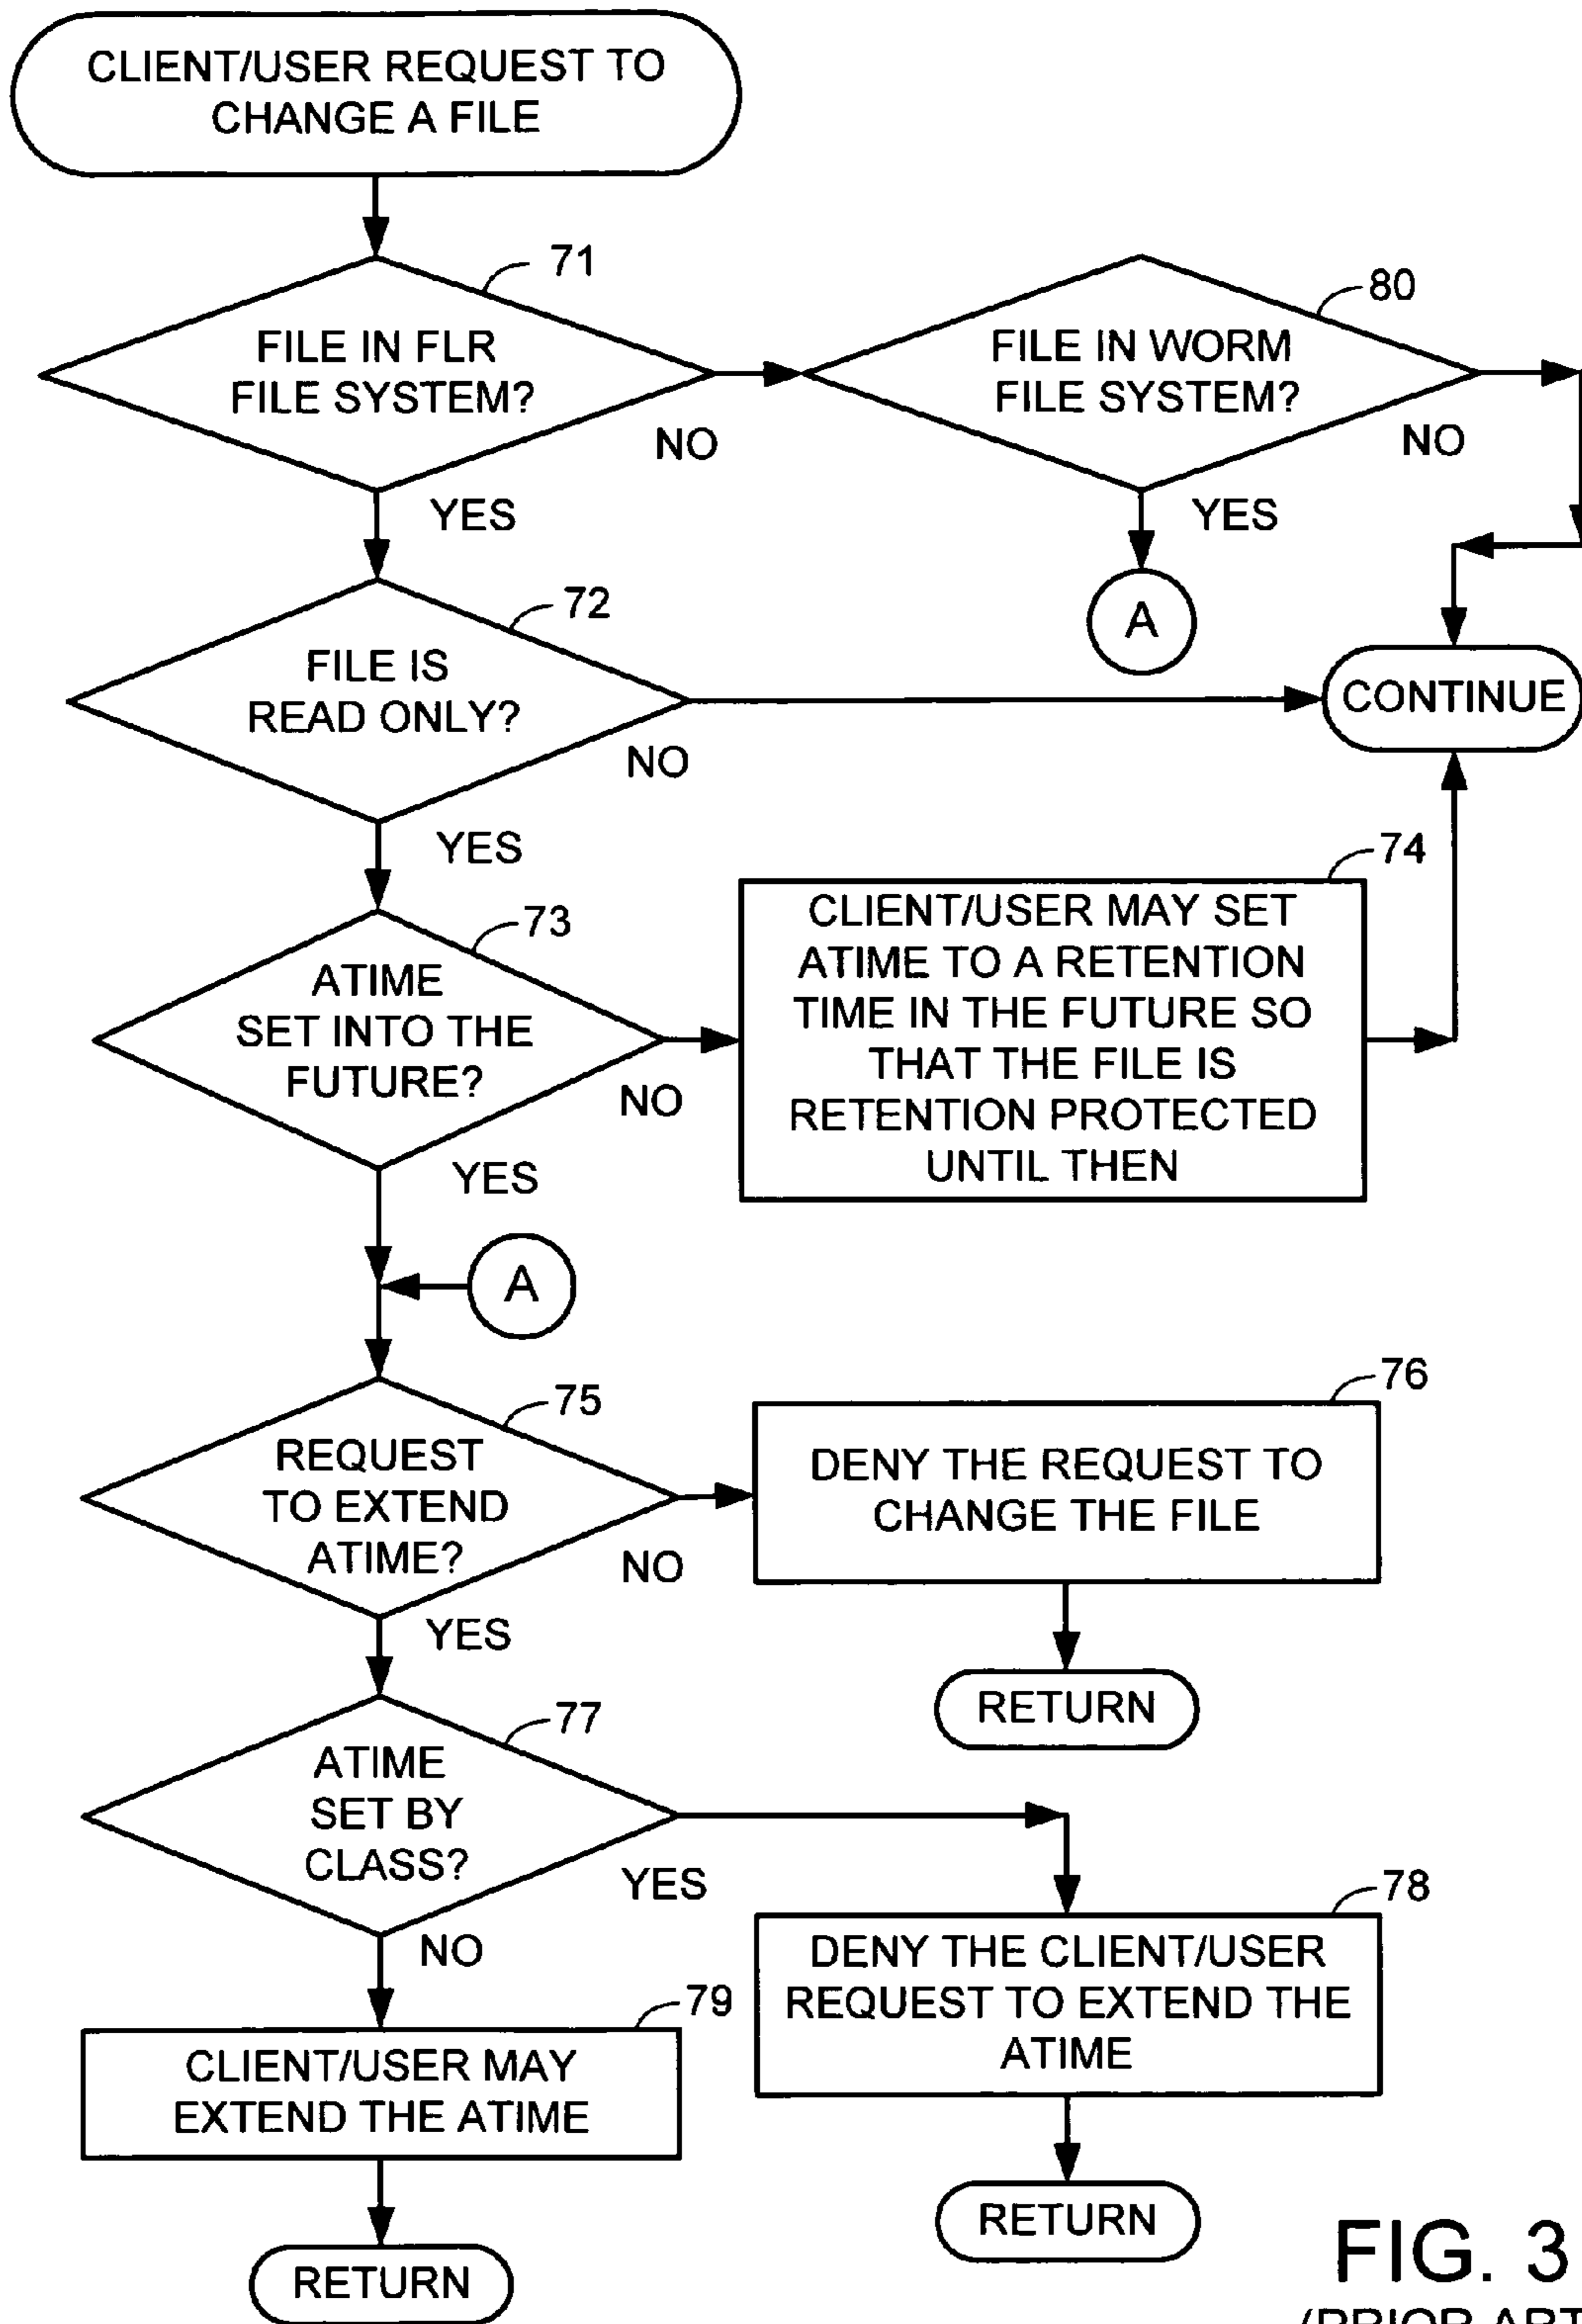 CLIENT/USER REQUEST TO
CHANGE A FILE
71
FILE IN FLR
FILE SYSTEM?
NO
YES
80
FILE IN WORM
FILE SYSTEM?
NO
YES
A
CONTINUE
72
FILE IS
READ ONLY?
NO
YES
73
ATIME
SET INTO THE
FUTURE?
NO
YES
74
CLIENT/USER MAY SET
ATIME TO A RETENTION
TIME IN THE FUTURE SO
THAT THE FILE IS
RETENTION PROTECTED
UNTIL THEN
A
75
REQUEST
TO EXTEND
ATIME?
NO
YES
76
DENY THE REQUEST TO
CHANGE THE FILE
RETURN
77
ATIME
SET BY
CLASS?
YES
NO
78
DENY THE CLIENT/USER
REQUEST TO EXTEND THE
ATIME
RETURN
79
CLIENT/USER MAY
EXTEND THE ATIME
RETURN
FIG. 3
(PRIOR ART